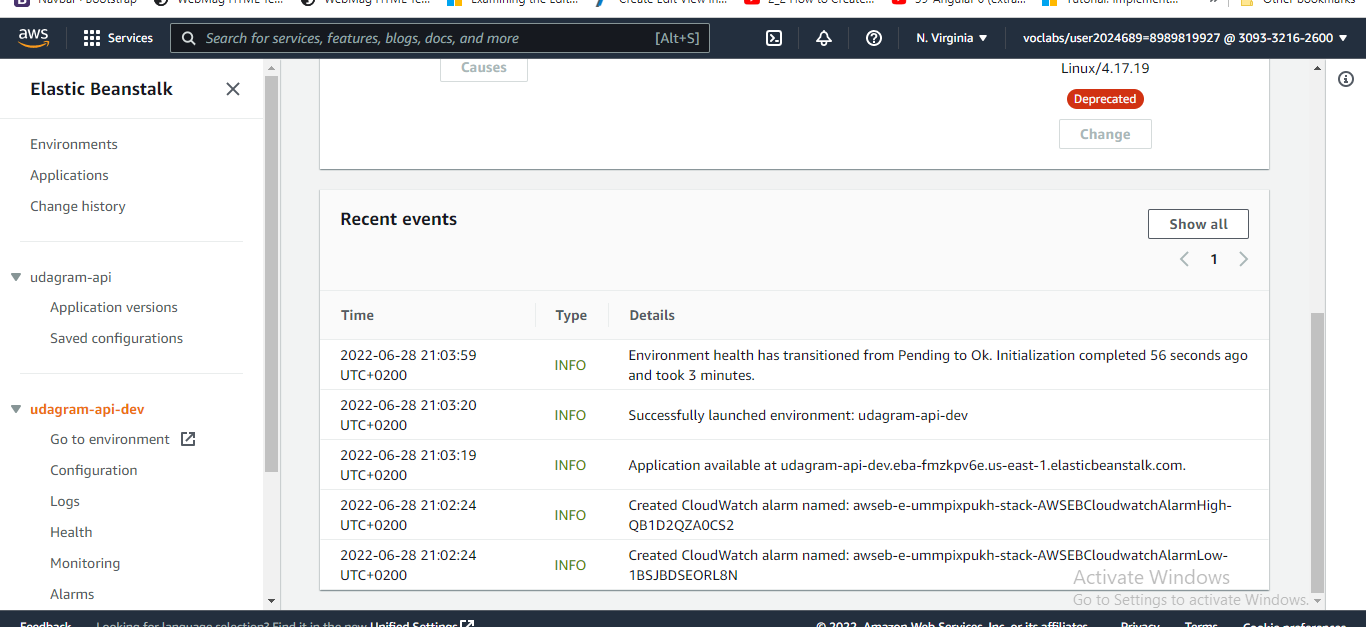 Navbar · Bootstrap
WebMag HTML Te...
WebMag HTML Te...
Examining the Edit...
Create Edit View in...
2_2 How to Create...
Angular 6 (extra...
Tutorial: Implement...
Other bookmarks
aws
Services
Search for services, features, blogs, docs, and more
[Alt+S]
N. Virginia
voclabs/user2024689=8989819927 @ 3093-3216-2600
Elastic Beanstalk
Environments
Applications
Change history
udagram-api
Application versions
Saved configurations
udagram-api-dev
Go to environment
Configuration
Logs
Health
Monitoring
Alarms
Causes
Linux/4.17.19
Deprecated
Change
Recent events
Show all
1
Time Type Details
2022-06-28 21:03:59
UTC+0200
INFO
Environment health has transitioned from Pending to Ok. Initialization completed 56 seconds ago
and took 3 minutes.
2022-06-28 21:03:20
UTC+0200
INFO
Successfully launched environment: udagram-api-dev
2022-06-28 21:03:19
UTC+0200
INFO
Application available at udagram-api-dev.eba-fmzkpv6e.us-east-1.elasticbeanstalk.com.
2022-06-28 21:02:24
UTC+0200
INFO
Created CloudWatch alarm named: awseb-e-ummpixpukh-stack-AWSEBCloudwatchAlarmHigh-
QB1D2QZA0CS2
2022-06-28 21:02:24
UTC+0200
INFO
Created CloudWatch alarm named: awseb-e-ummpixpukh-stack-AWSEBCloudwatchAlarmLow-
1BSJBDSEORL8N
Activate Windows
Go to Settings to activate Windows.
Feedback
Looking for language selection? Find it in the new Unified Settings
© 2022, Amazon Web Services, Inc. or its affiliates.
Privacy
Terms
Cookie preferences